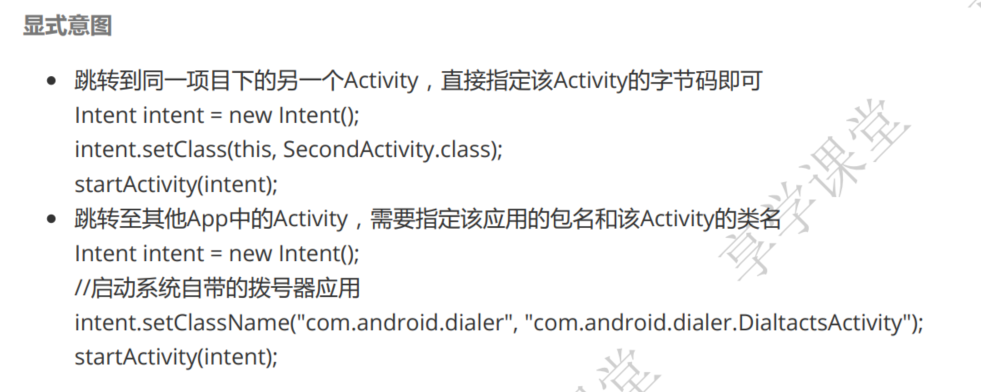 显式意图
跳转到同一项目下的另一个Activity，直接指定该Activity的字节码即可
Intent intent = new Intent();
intent.setClass(this, SecondActivity.class);
startActivity(intent);
跳转至其他App中的Activity，需要指定该应用的包名和该Activity的类名
Intent intent = new Intent();
//启动系统自带的拨号器应用
intent.setClassName("com.android.dialer", "com.android.dialer.DialtactsActivity");
startActivity(intent);
享学课堂
学课堂